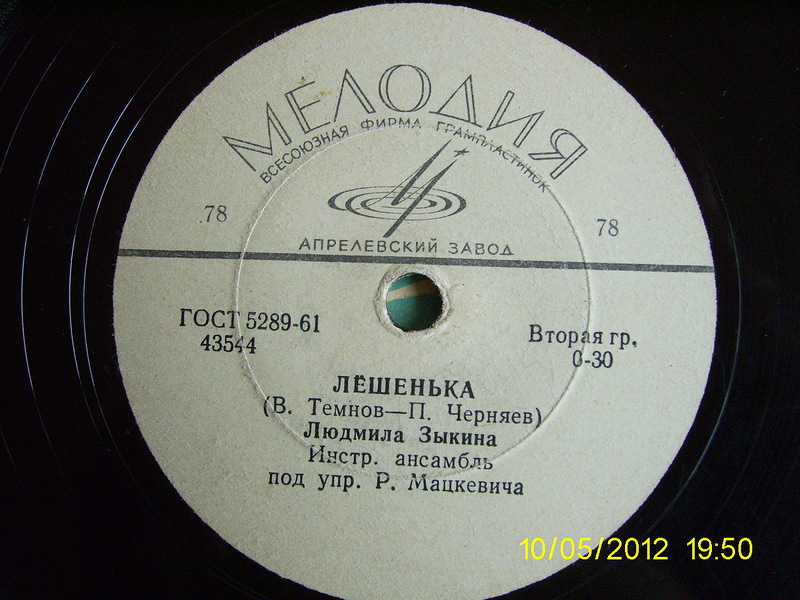 МЕЛОДИЯ
ВСЕСОЮЗНАЯ ФИРМА ГРАМПЛАСТИНОК
78
78
АПРЕЛЕВСКИЙ ЗАВОД
ГОСТ 5289-61
43544
Вторая гр.
0-30
ЛЁШЕНЬКА
(В. Темнов—П. Черняев)
Людмила Зыкина
Инстр. ансамбль
под упр. Р. Мацкевича
10/05/2012 19:50